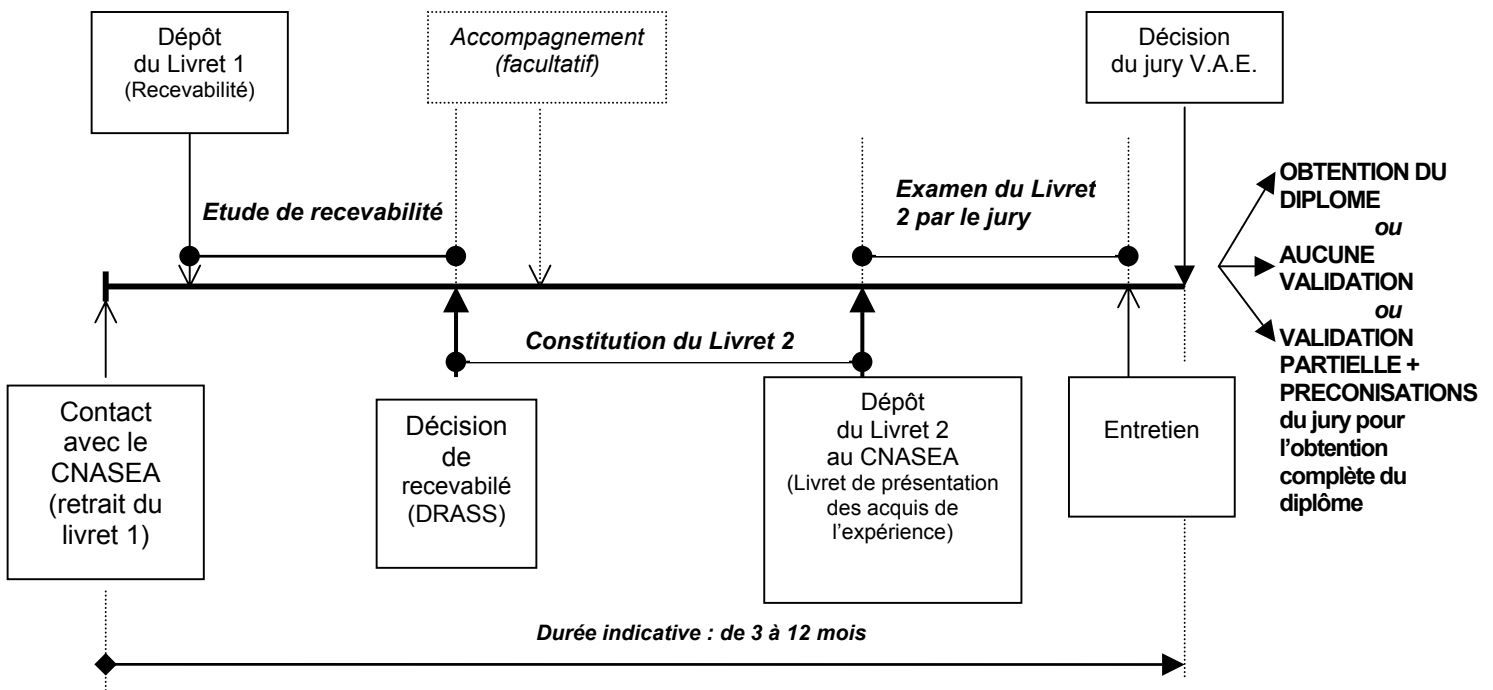 Dépôt
du Livret 1
(Recevabilité)
Accompagnement
(facultatif)
Décision
du jury V.A.E.
Etude de recevabilité
Examen du Livret
2 par le jury
OBTENTION DU
DIPLOME
ou
AUCUNE
VALIDATION
ou
VALIDATION
PARTIELLE +
PRECONISATIONS
du jury pour
l’obtention
complète du
diplôme
Constitution du Livret 2
Contact
avec le
CNASEA
(retrait du
livret 1)
Décision
de
recevabilé
(DRASS)
Dépôt
du Livret 2
au CNASEA
(Livret de présentation
des acquis de
l’expérience)
Entretien
Durée indicative : de 3 à 12 mois